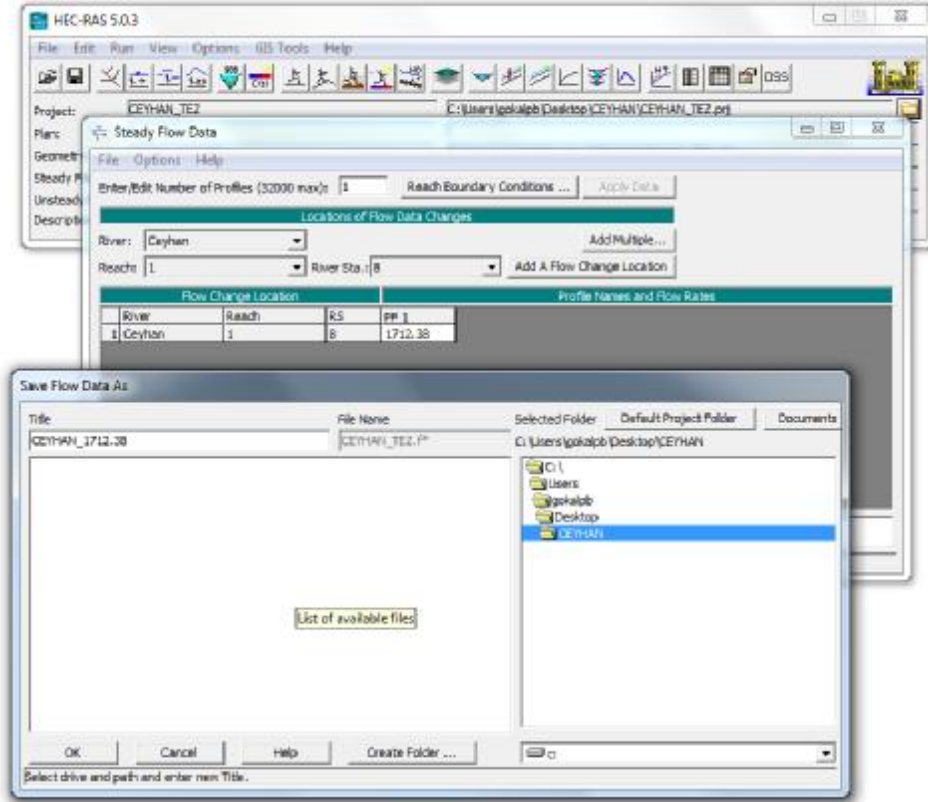 HEC-RAS 5.0.3
File Edit Run View Options GIS Tools Help
DSS
Project: CEYHAN_TEZ C:\Users\gokalpb\Desktop\CEYHAN\CEYHAN_TEZ.prj
Plan:
Geometr
Steady F
Unsteady
Descriptio
Steady Flow Data
File Options Help
Enter/Edit Number of Profiles (32000 max): 1 Reach Boundary Conditions ... Apply Data
Locations of Flow Data Changes
River: Ceyhan Add Multiple...
Reach: 1 River Sta.: 8 Add A Flow Change Location
Flow Change Location Profile Names and Flow Rates
River Reach RS PF 1
1 Ceyhan 1 8 1712.38
Save Flow Data As
Title File Name Selected Folder Default Project Folder Documents
CEYHAN_1712.38 CEYHAN_TEZ.f* C:\Users\gokalpb\Desktop\CEYHAN
C:\
Users
gokalpb
Desktop
CEYHAN
List of available files
OK Cancel Help Create Folder ... c
Select drive and path and enter new Title.